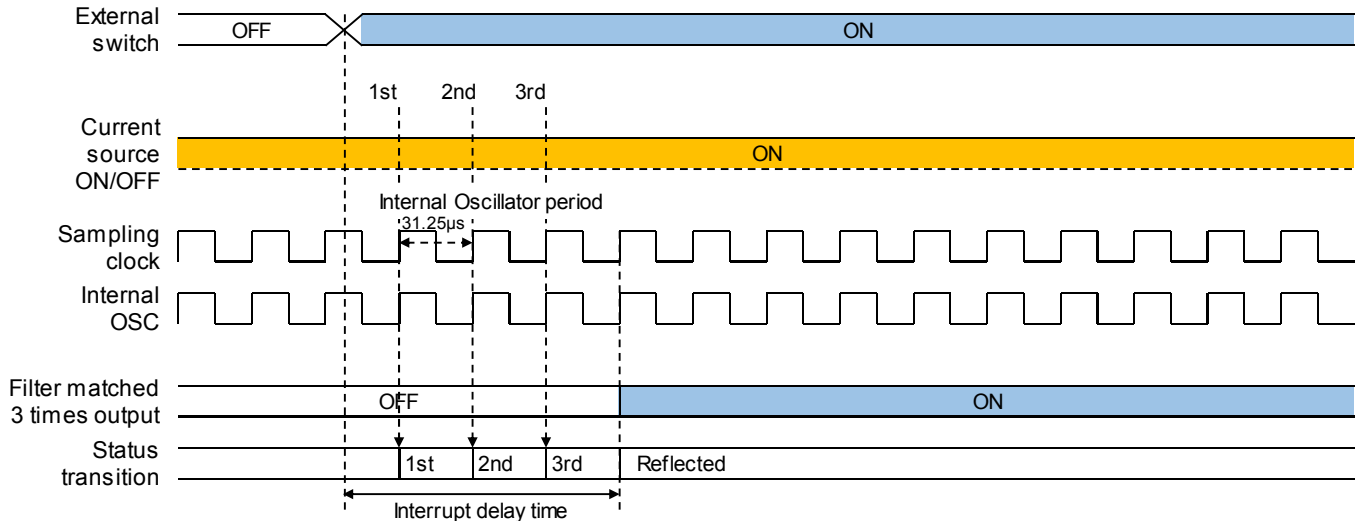 External
switch
OFF
ON
1st 2nd 3rd
Current
source
ON/OFF
ON
Internal Oscillator period
31.25µs
Sampling
clock
Internal
OSC
Filter matched
3 times output
OFF
ON
Status
transition
1st 2nd 3rd Reflected
Interrupt delay time